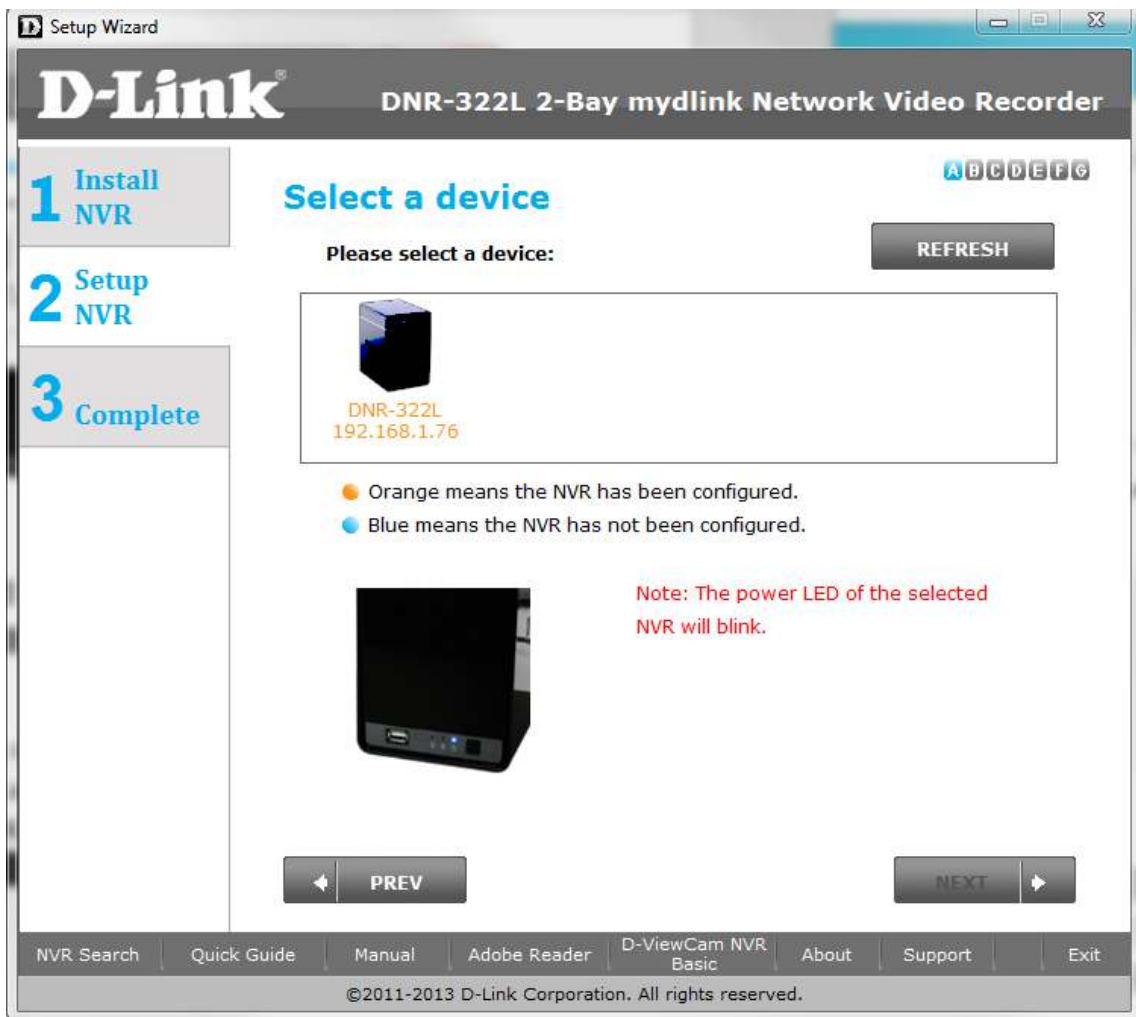 Setup Wizard
D-Link®
DNR-322L 2-Bay mydlink Network Video Recorder
1 Install
NVR
2 Setup
NVR
3 Complete
A B C D E F G
Select a device
Please select a device:
REFRESH
DNR-322L
192.168.1.76
Orange means the NVR has been configured.
Blue means the NVR has not been configured.
Note: The power LED of the selected
NVR will blink.
PREV
NEXT
NVR Search Quick Guide Manual Adobe Reader D-ViewCam NVR
Basic About Support Exit
©2011-2013 D-Link Corporation. All rights reserved.